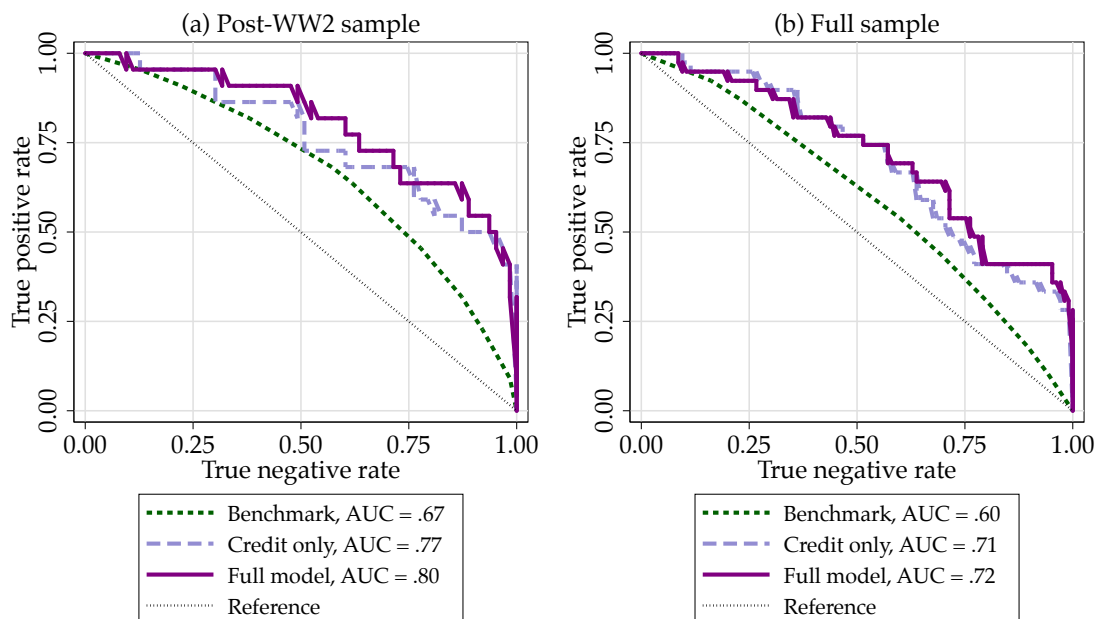 (a) Post-WW2 sample
True positive rate
1.00
0.75
0.50
0.25
0.00
0.00 0.25 0.50 0.75 1.00
True negative rate
Benchmark, AUC = .67
Credit only, AUC = .77
Full model, AUC = .80
Reference
(b) Full sample
True positive rate
1.00
0.75
0.50
0.25
0.00
0.00 0.25 0.50 0.75 1.00
True negative rate
Benchmark, AUC = .60
Credit only, AUC = .71
Full model, AUC = .72
Reference